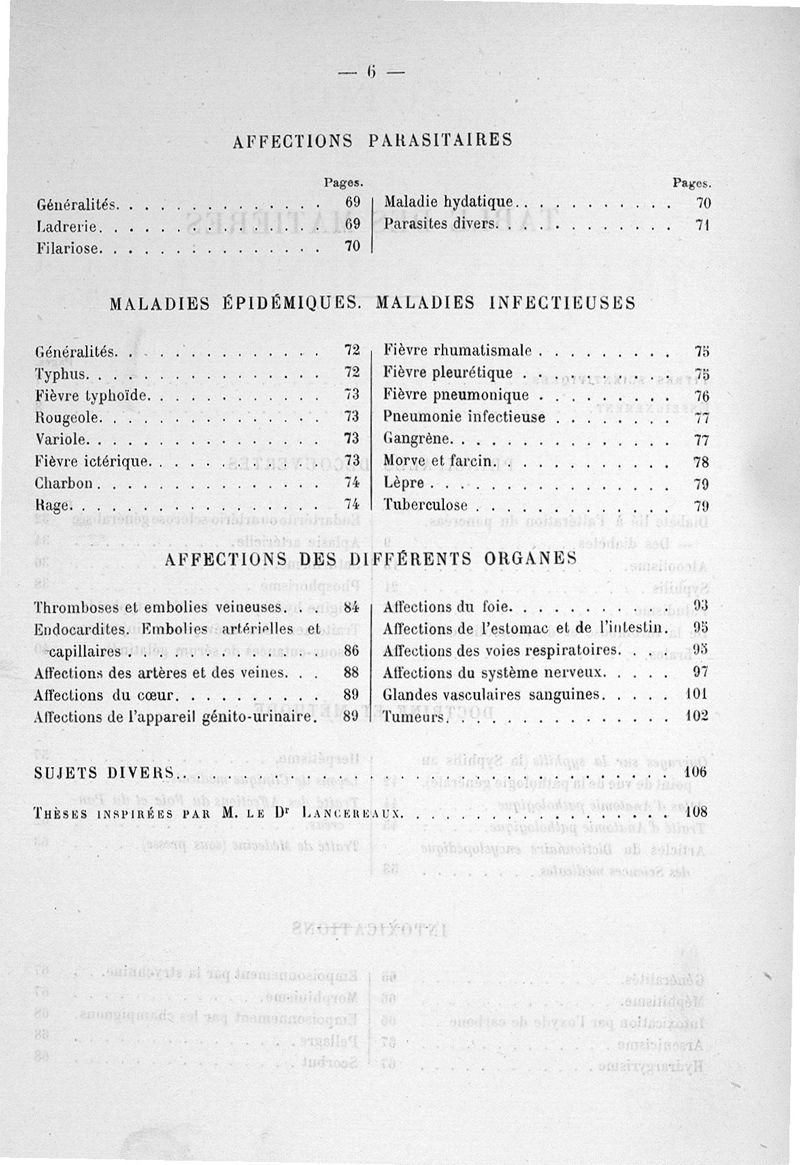 — 6 —
AFFECTIONS PARASITAIRES
Pages.
Généralités. . . . . . . . . . . . . . . 69
Ladrerie. . . . . . . . . . . . . . . . 69
Filariose. . . . . . . . . . . . . . . . 70
Pages.
Maladie hydatique. . . . . . . . . . . 70
Parasites divers. . . . . . . . . . . . . 71
MALADIES ÉPIDÉMIQUES. MALADIES INFECTIEUSES
Généralités. . . . . . . . . . . . . . . 72
Typhus. . . . . . . . . . . . . . . . . 72
Fièvre typhoïde. . . . . . . . . . . . . 73
Rougeole. . . . . . . . . . . . . . . . 73
Variole. . . . . . . . . . . . . . . . . 73
Fièvre ictérique. . . . . . . . . . . . . 73
Charbon . . . . . . . . . . . . . . . . 74
Rage. . . . . . . . . . . . . . . . . . 74
Fièvre rhumatismale . . . . . . . . . 75
Fièvre pleurétique . . . . . . . . . . 75
Fièvre pneumonique . . . . . . . . . 76
Pneumonie infectieuse . . . . . . . . 77
Gangrène. . . . . . . . . . . . . . . 77
Morve et farcin. . . . . . . . . . . . 78
Lèpre . . . . . . . . . . . . . . . . 79
Tuberculose . . . . . . . . . . . . . 79
AFFECTIONS DES DIFFÉRENTS ORGANES
Thromboses et embolies veineuses. . . 84
Endocardites. Embolies artérielles et
capillaires . . . . . . . . . . . . . . 86
Affections des artères et des veines. . . 88
Affections du cœur. . . . . . . . . . 89
Affections de l'appareil génito-urinaire. 89
Affections du foie. . . . . . . . . . . 93
Affections de l'estomac et de l'intestin. 95
Affections des voies respiratoires. . . . 95
Affections du système nerveux. . . . . 97
Glandes vasculaires sanguines. . . . . 101
Tumeurs. . . . . . . . . . . . . . . 102
SUJETS DIVERS. . . . . . . . . . . . . . . . . . . . . . . . . . . . . 106
THÈSES INSPIRÉES PAR M. LE Dr LANCEREAUX. . . . . . . . . . . . . . . . . 108